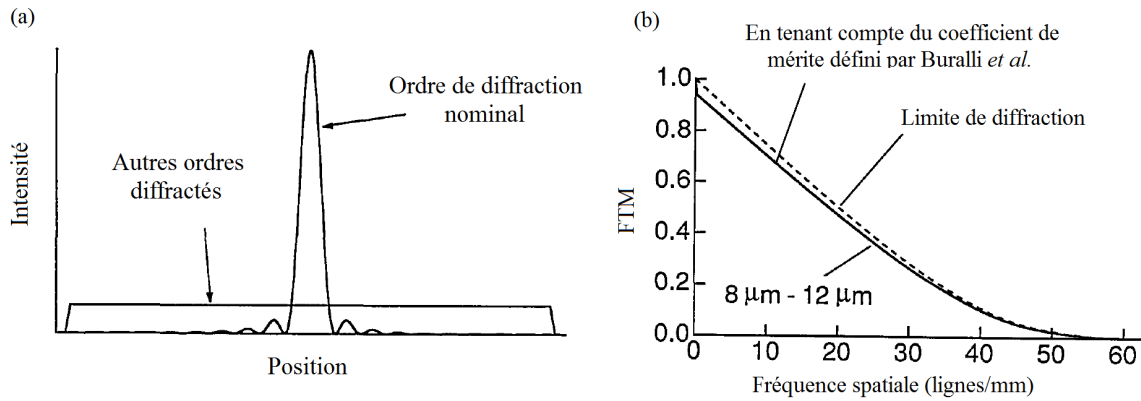 (a)
Intensité
Ordre de diffraction
nominal
Autres ordres
diffractés
Position
(b)
En tenant compte du coefficient de
mérite défini par Buralli et al.
Limite de diffraction
FTM
1.0
0.8
0.6
0.4
0.2
0.0
8 µm - 12 µm
0 10 20 30 40 50 60
Fréquence spatiale (lignes/mm)